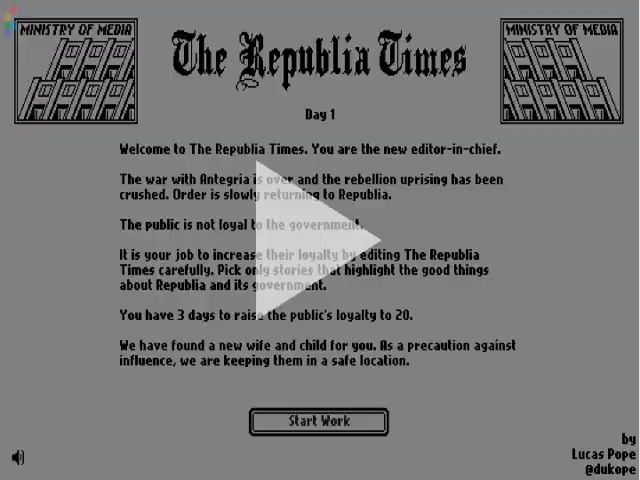 MINISTRY OF MEDIA
The Republia Times
MINISTRY OF MEDIA
Day 1
Welcome to The Republia Times. You are the new editor-in-chief.
The war with Antegria is over and the rebellion uprising has been
crushed. Order is slowly returning to Republia.
The public is not loyal to the government.
It is your job to increase their loyalty by editing The Republia
Times carefully. Pick only stories that highlight the good things
about Republia and its government.
You have 3 days to raise the public's loyalty to 20.
We have found a new wife and child for you. As a precaution against
influence, we are keeping them in a safe location.
Start Work
by
Lucas Pope
@dukope